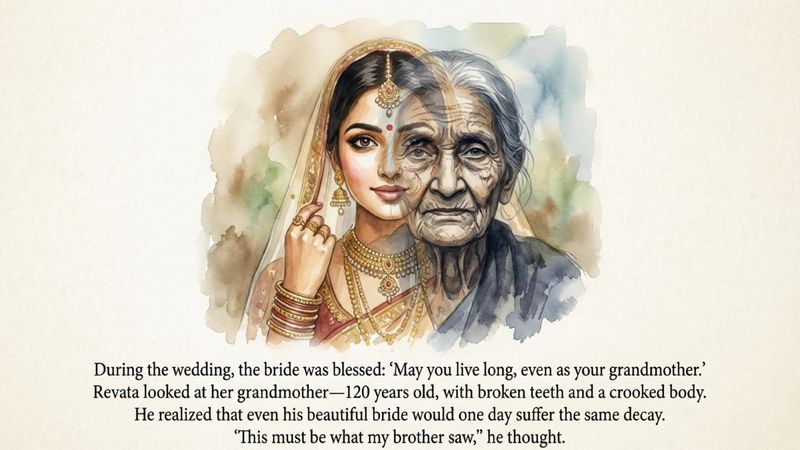 During the wedding, the bride was blessed: ‘May you live long, even as your grandmother.’
Revata looked at her grandmother—120 years old, with broken teeth and a crooked body.
He realized that even his beautiful bride would one day suffer the same decay.
‘This must be what my brother saw,” he thought.